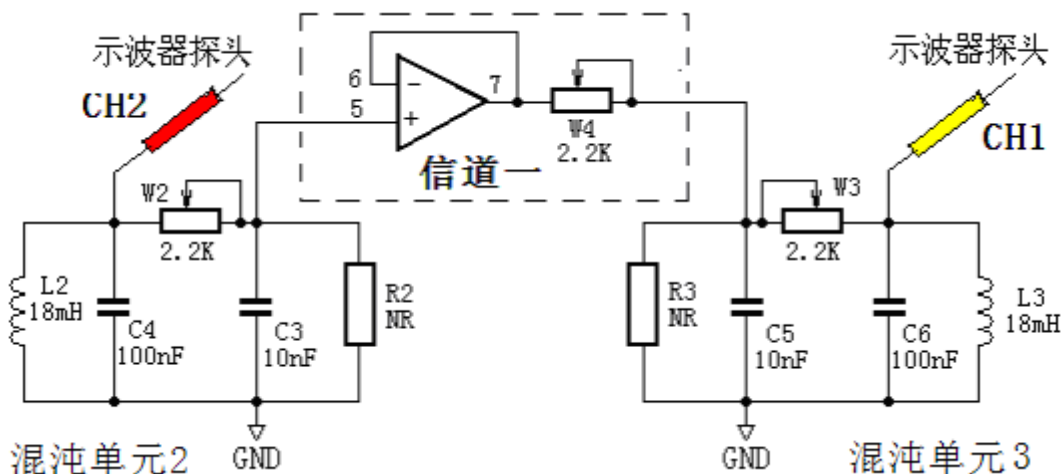 示波器探头
CH2
6
5
7
W4
2.2K
信道一
示波器探头
CH1
W2
2.2K
W3
2.2K
L2
18mH
C4
100nF
C3
10nF
R2
NR
R3
NR
C5
10nF
C6
100nF
L3
18mH
混沌单元2
GND
GND
混沌单元3